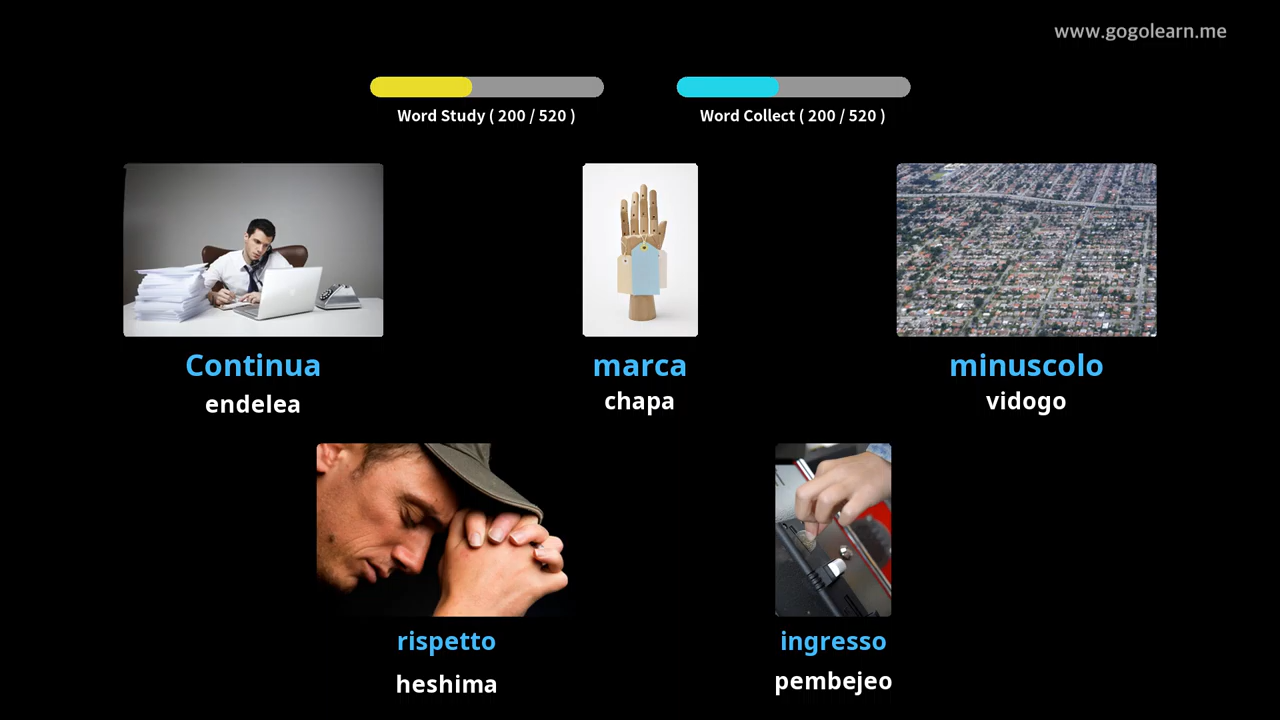 www.gogolearn.me
Word Study ( 200 / 520 )
Word Collect ( 200 / 520 )
Continua
endelea
marca
chapa
minuscolo
vidogo
rispetto
heshima
ingresso
pembejeo